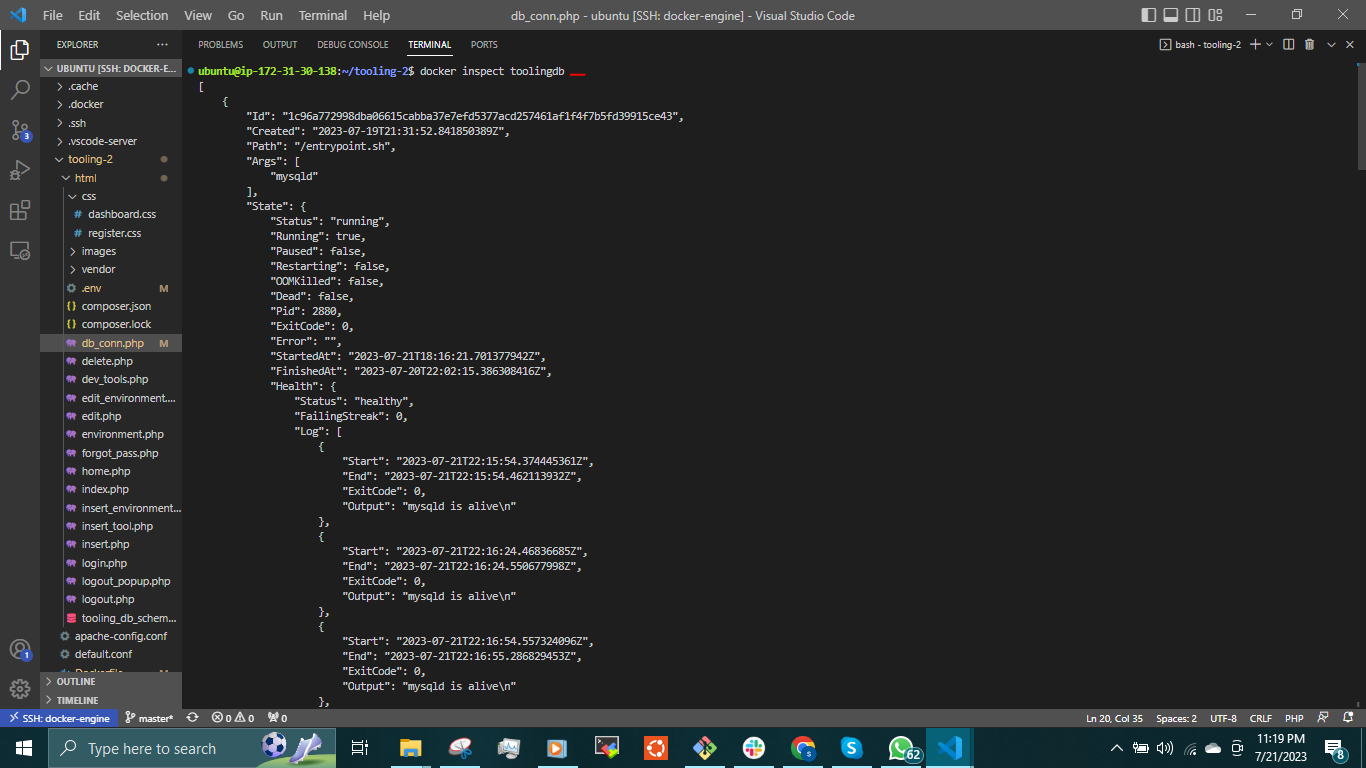 File Edit Selection View Go Run Terminal Help
db_conn.php - ubuntu [SSH: docker-engine] - Visual Studio Code
EXPLORER
PROBLEMS OUTPUT DEBUG CONSOLE TERMINAL PORTS
bash - tooling-2
UBUNTU [SSH: DOCKER-E...
.cache
.docker
.ssh
.vscode-server
tooling-2
html
css
# dashboard.css
# register.css
images
vendor
.env M
{} composer.json
{} composer.lock
db_conn.php M
delete.php
dev_tools.php
edit_environment....
edit.php
environment.php
forgot_pass.php
home.php
index.php
insert_environment...
insert_tool.php
insert.php
login.php
logout_popup.php
logout.php
tooling_db_schem...
apache-config.conf
default.conf
OUTLINE
TIMELINE
3
1
ubuntu@ip-172-31-30-138:~/tooling-2$ docker inspect toolingdb
[
{
"Id": "1c96a772998dba06615cabba37e7efd5377acd257461af1f4f7b5fd39915ce43",
"Created": "2023-07-19T21:31:52.841850389Z",
"Path": "/entrypoint.sh",
"Args": [
"mysqld"
],
"State": {
"Status": "running",
"Running": true,
"Paused": false,
"Restarting": false,
"OOMKilled": false,
"Dead": false,
"Pid": 2880,
"ExitCode": 0,
"Error": "",
"StartedAt": "2023-07-21T18:16:21.701377942Z",
"FinishedAt": "2023-07-20T22:02:15.386308416Z",
"Health": {
"Status": "healthy",
"FailingStreak": 0,
"Log": [
{
"Start": "2023-07-21T22:15:54.374445361Z",
"End": "2023-07-21T22:15:54.462113932Z",
"ExitCode": 0,
"Output": "mysqld is alive\n"
},
{
"Start": "2023-07-21T22:16:24.46836685Z",
"End": "2023-07-21T22:16:24.550677998Z",
"ExitCode": 0,
"Output": "mysqld is alive\n"
},
{
"Start": "2023-07-21T22:16:54.557324096Z",
"End": "2023-07-21T22:16:55.286829453Z",
"ExitCode": 0,
"Output": "mysqld is alive\n"
},
SSH: docker-engine master* 0 0 0
Ln 20, Col 35 Spaces: 2 UTF-8 CRLF PHP
Type here to search
62
11:19 PM
7/21/2023
8